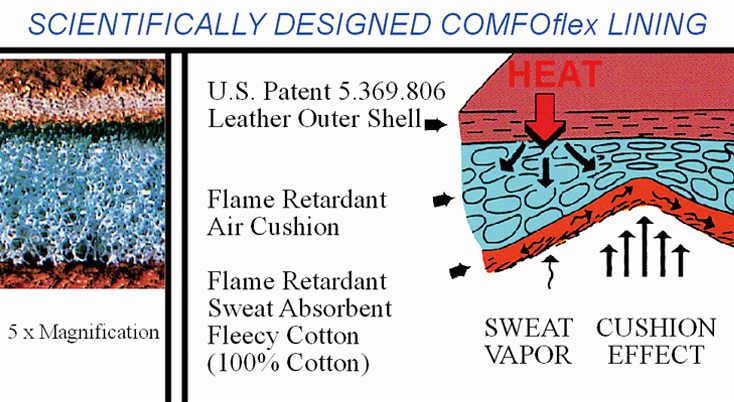 SCIENTIFICALLY DESIGNED COMFOflex LINING
U.S. Patent 5.369.806
Leather Outer Shell
Flame Retardant
Air Cushion
Flame Retardant
Sweat Absorbent
Fleecy Cotton
(100% Cotton)
5 x Magnification
HEAT
SWEAT
VAPOR
CUSHION
EFFECT